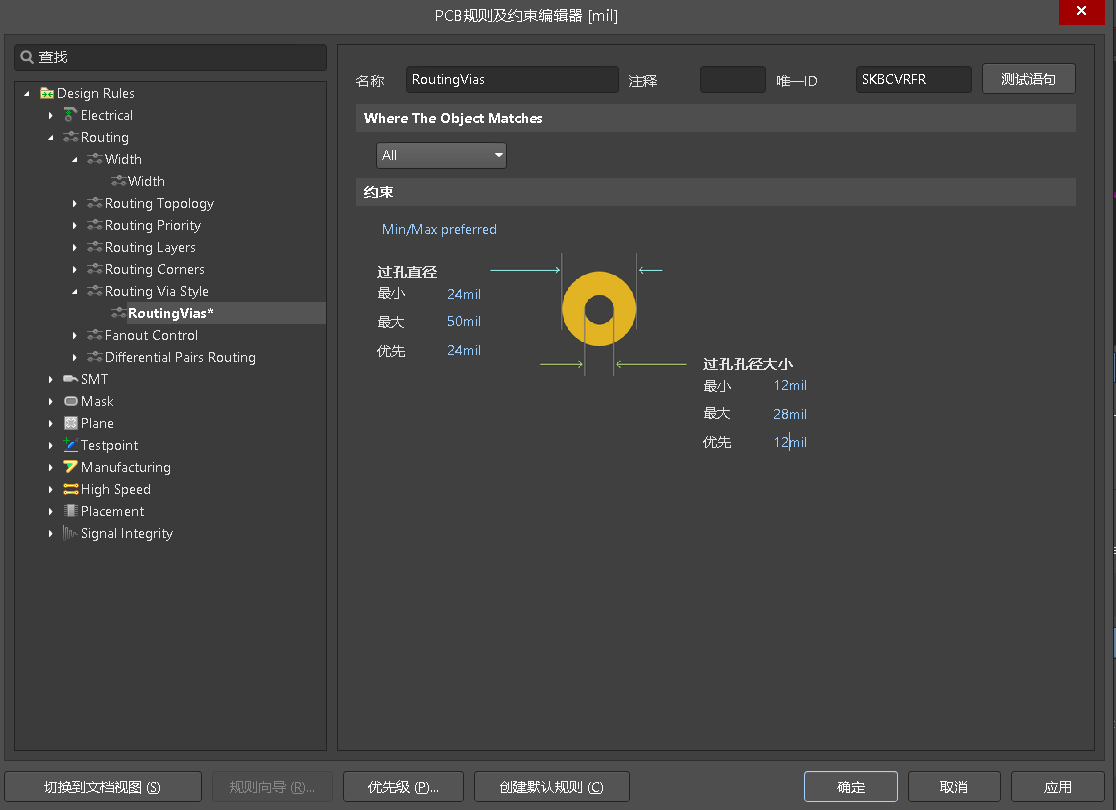 PCB规则及约束编辑器 [mil]
查找
Design Rules
Electrical
Routing
Width
Width
Routing Topology
Routing Priority
Routing Layers
Routing Corners
Routing Via Style
RoutingVias*
Fanout Control
Differential Pairs Routing
SMT
Mask
Plane
Testpoint
Manufacturing
High Speed
Placement
Signal Integrity
名称 RoutingVias 注释 唯一ID SKBCVRFR 测试语句
Where The Object Matches
All
约束
Min/Max preferred
过孔直径
最小 24mil
最大 50mil
优先 24mil
过孔孔径大小
最小 12mil
最大 28mil
优先 12mil
切换到文档视图 (S) 规则向导 (R)... 优先级 (P)... 创建默认规则 (C) 确定 取消 应用